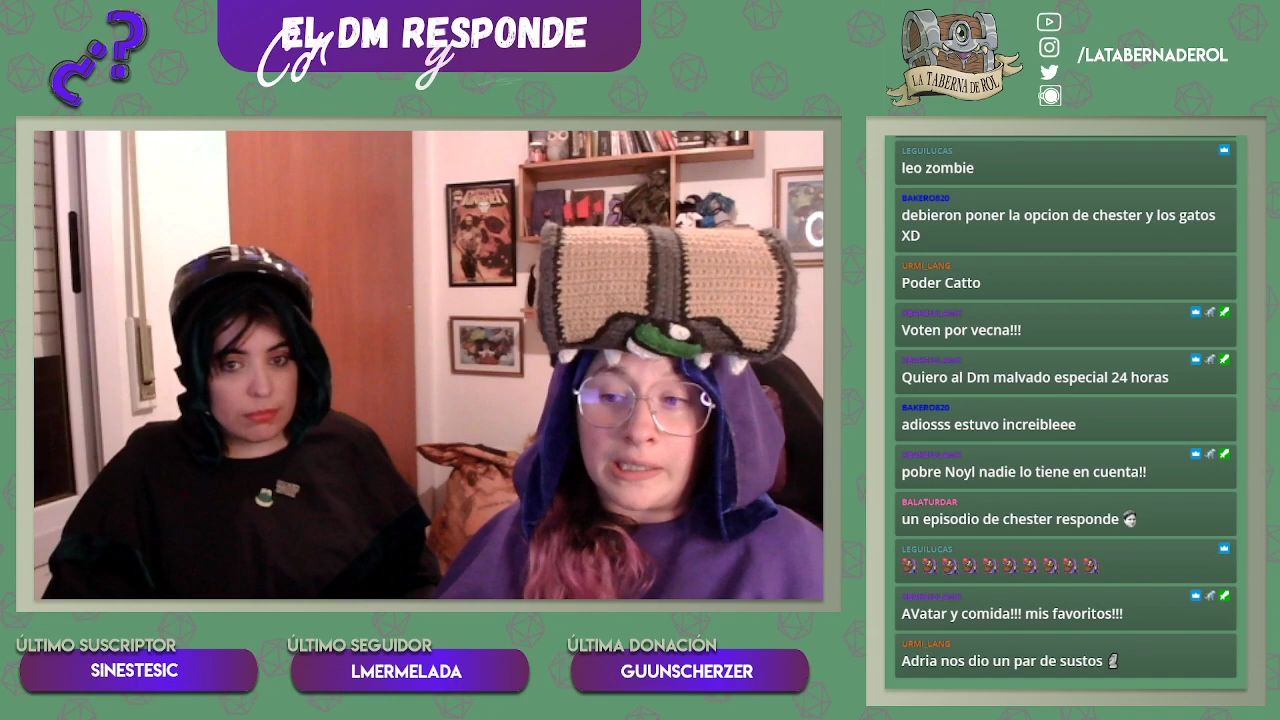 ¿?
EL DM RESPONDE
LA TABERNA DE ROL
/LATABERNADEROL
LEGUILUCAS
leo zombie
BAKERO820
debieron poner la opcion de chester y los gatos
XD
URMI_LANG
Poder Catto
Voten por vecna!!!
Quiero al Dm malvado especial 24 horas
BAKERO820
adiosss estuvo increibleee
pobre Noyl nadie lo tiene en cuenta!!
BALATURDAR
un episodio de chester responde
LEGUILUCAS
AVatar y comida!!! mis favoritos!!!
URMI_LANG
Adria nos dio un par de sustos
ÚLTIMO SUSCRIPTOR
SINESTESIC
ÚLTIMO SEGUIDOR
LMERMELADA
ÚLTIMA DONACIÓN
GUUNSCHERZER